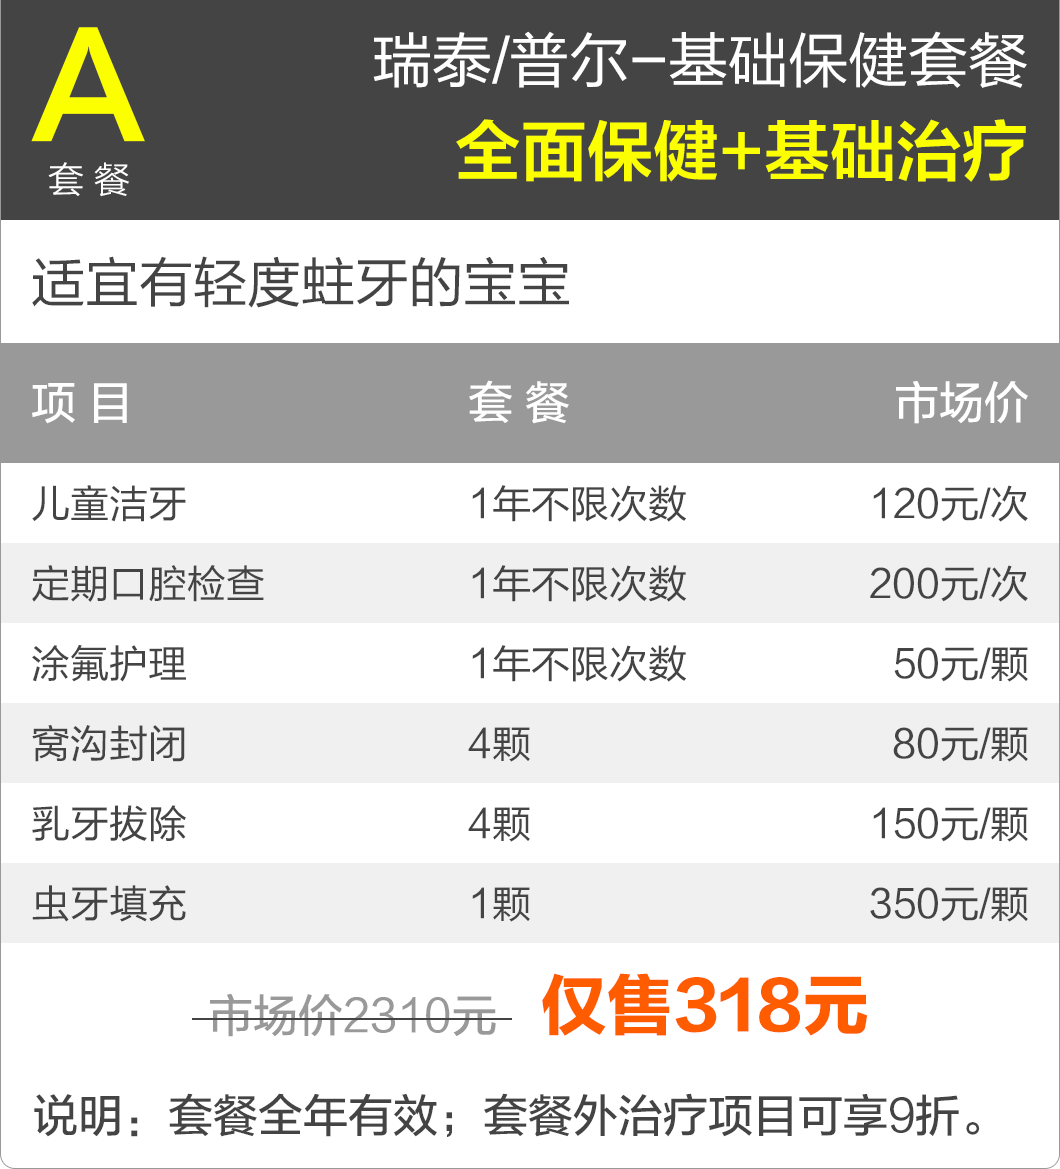 A
套餐
瑞泰/普尔-基础保健套餐
全面保健+基础治疗
适宜有轻度蛀牙的宝宝
项目 套餐 市场价
儿童洁牙 1年不限次数 120元/次
定期口腔检查 1年不限次数 200元/次
涂氟护理 1年不限次数 50元/颗
窝沟封闭 4颗 80元/颗
乳牙拔除 4颗 150元/颗
虫牙填充 1颗 350元/颗
市场价2310元 仅售318元
说明：套餐全年有效；套餐外治疗项目可享9折。